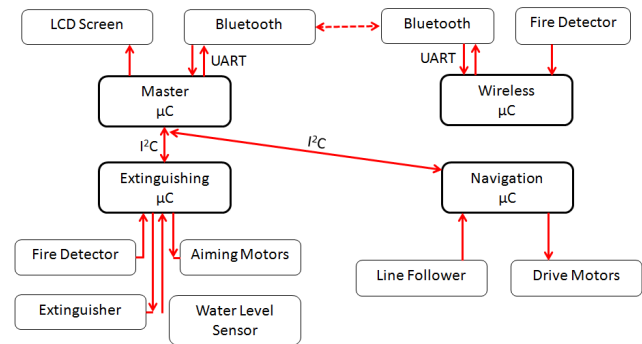 LCD Screen
Bluetooth
Bluetooth
Fire Detector
UART
UART
Master
µC
Wireless
µC
I²C
I²C
Extinguishing
µC
Navigation
µC
Fire Detector
Aiming Motors
Line Follower
Drive Motors
Extinguisher
Water Level
Sensor